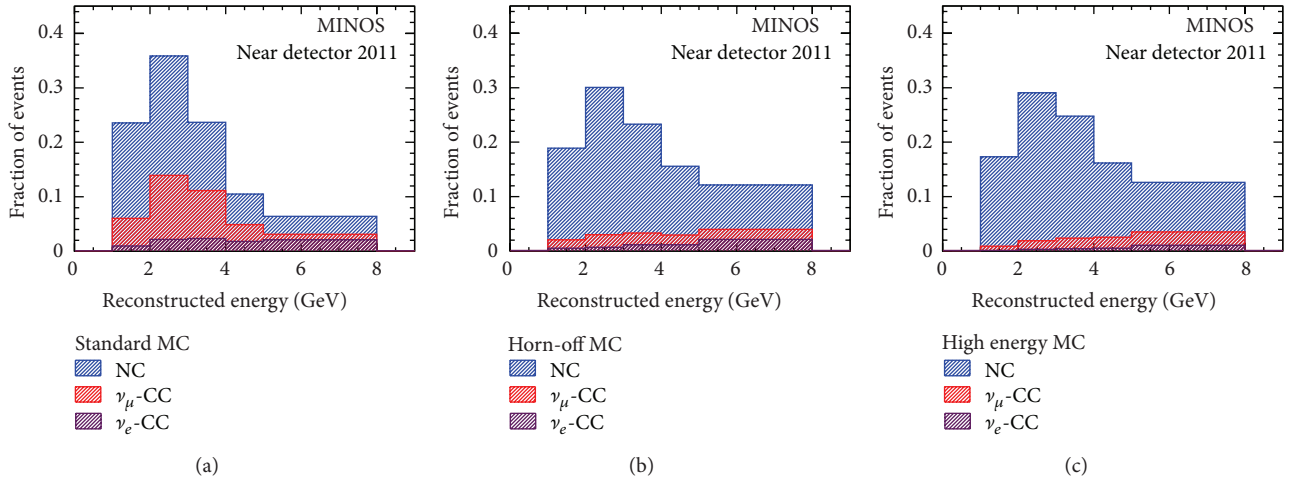 MINOS
Near detector 2011
Fraction of events
0.4
0.3
0.2
0.1
0
0 2 4 6 8
Reconstructed energy (GeV)
Standard MC
NC
νμ-CC
νe-CC
(a)
MINOS
Near detector 2011
Fraction of events
0.4
0.3
0.2
0.1
0
0 2 4 6 8
Reconstructed energy (GeV)
Horn-off MC
NC
νμ-CC
νe-CC
(b)
MINOS
Near detector 2011
Fraction of events
0.4
0.3
0.2
0.1
0
0 2 4 6 8
Reconstructed energy (GeV)
High energy MC
NC
νμ-CC
νe-CC
(c)